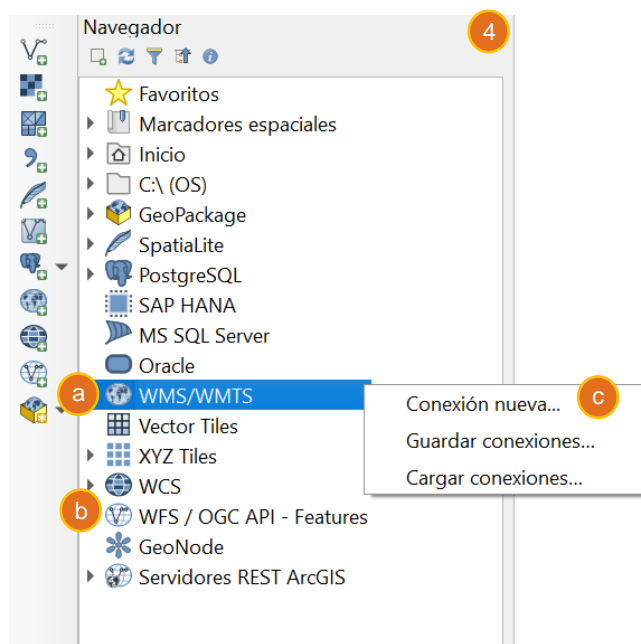 Navegador
4
Favoritos
Marcadores espaciales
Inicio
C:\ (OS)
GeoPackage
SpatiaLite
PostgreSQL
SAP HANA
MS SQL Server
Oracle
a
WMS/WMTS
Conexión nueva...
c
Guardar conexiones...
Cargar conexiones...
Vector Tiles
XYZ Tiles
WCS
b
WFS / OGC API - Features
GeoNode
Servidores REST ArcGIS